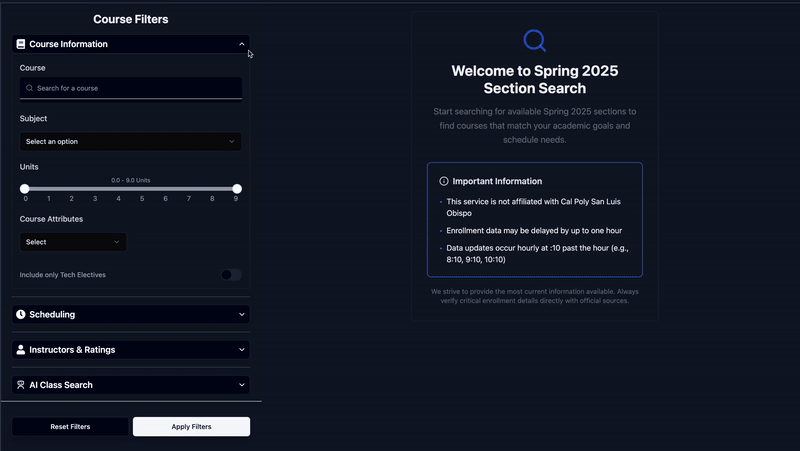 Course Filters
Course Information
Course
Search for a course
Subject
Select an option
Units
0.0 - 9.0 Units
0 1 2 3 4 5 6 7 8 9
Course Attributes
Select
Include only Tech Electives
Scheduling
Instructors & Ratings
AI Class Search
Reset Filters
Apply Filters
Welcome to Spring 2025
Section Search
Start searching for available Spring 2025 sections to
find courses that match your academic goals and
schedule needs.
Important Information
• This service is not affiliated with Cal Poly San Luis
Obispo
• Enrollment data may be delayed by up to one hour
• Data updates occur hourly at :10 past the hour (e.g.,
8:10, 9:10, 10:10)
We strive to provide the most current information available. Always
verify critical enrollment details directly with official sources.